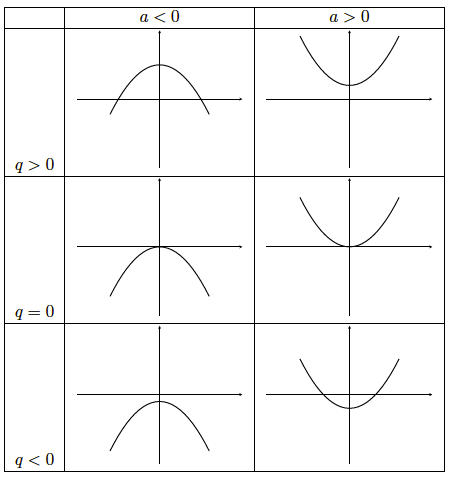 a < 0 a > 0
q > 0
q = 0
q < 0